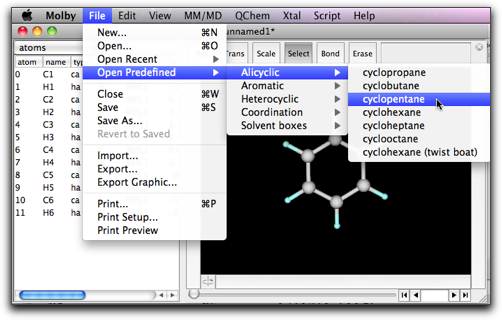 Molby File Edit View MM/MD QChem Xtal Script Help
unnamed1*
atoms
Trans Scale Select Bond Erase
atom name
0 C1 ca
1 H1 ha
2 C2 ca
3 H2 ha
4 C3 ca
5 H3 ha
6 C4 ca
7 H4 ha
8 C5 ca
9 H5 ha
10 C6 ca
11 H6 ha
New... ⌘N
Open... ⌘O
Open Recent ▶
Open Predefined ▶
Close ⌘W
Save ⌘S
Save As...
Revert to Saved
Import...
Export...
Export Graphic...
Print... ⌘P
Print Setup...
Print Preview
Alicyclic ▶
Aromatic ▶
Heterocyclic ▶
Coordination ▶
Solvent boxes ▶
cyclopropane
cyclobutane
cyclopentane
cyclohexane
cycloheptane
cyclooctane
cyclohexane (twist boat)